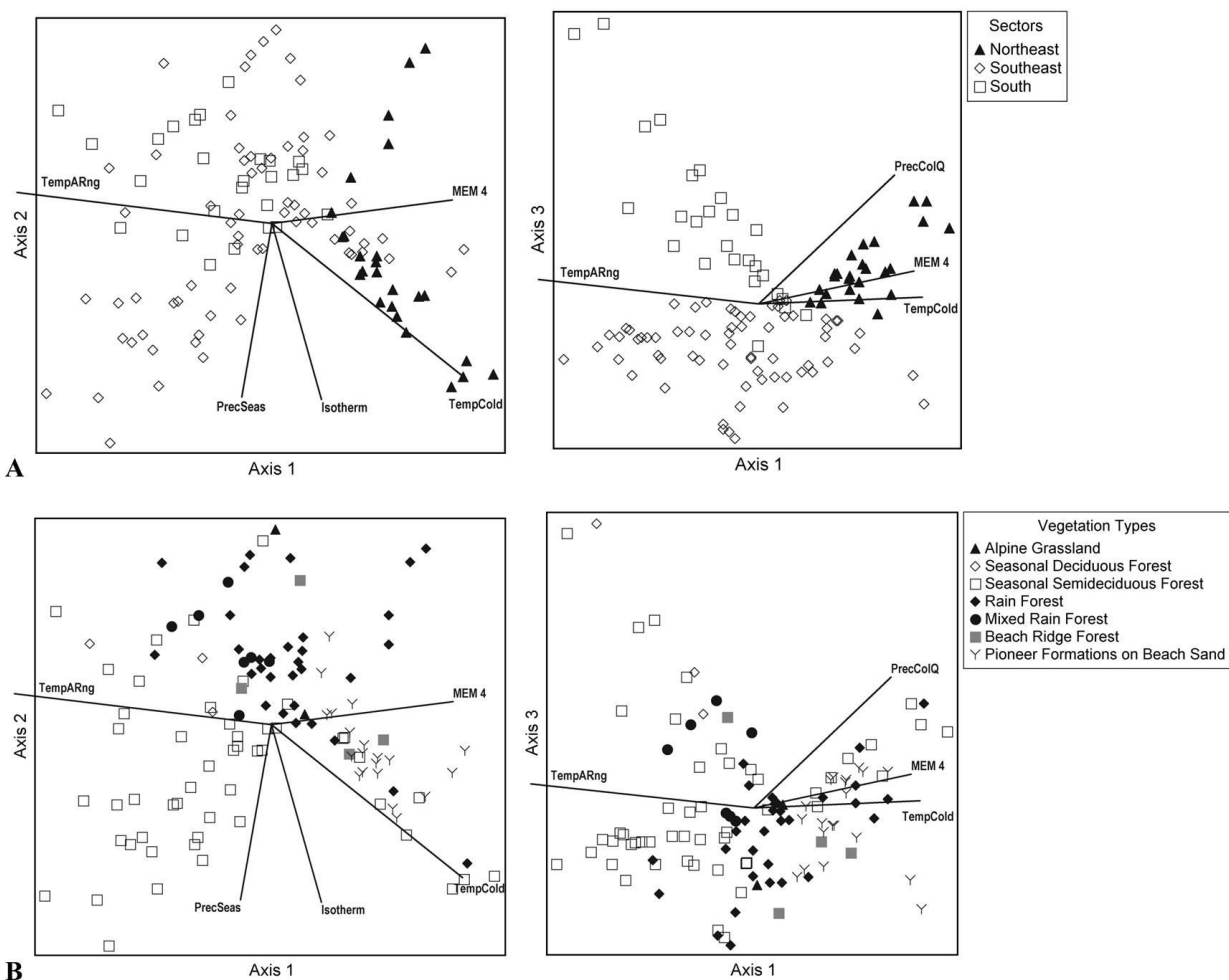 Sectors
Northeast
Southeast
South
TempARng
MEM 4
PrecSeas
Isotherm
TempCold
Axis 2
Axis 1
PrecColQ
TempARng
MEM 4
TempCold
Axis 3
Axis 1
A
Vegetation Types
Alpine Grassland
Seasonal Deciduous Forest
Seasonal Semideciduous Forest
Rain Forest
Mixed Rain Forest
Beach Ridge Forest
Pioneer Formations on Beach Sand
TempARng
MEM 4
PrecSeas
Isotherm
TempCold
Axis 2
Axis 1
PrecColQ
TempARng
MEM 4
TempCold
Axis 3
Axis 1
B